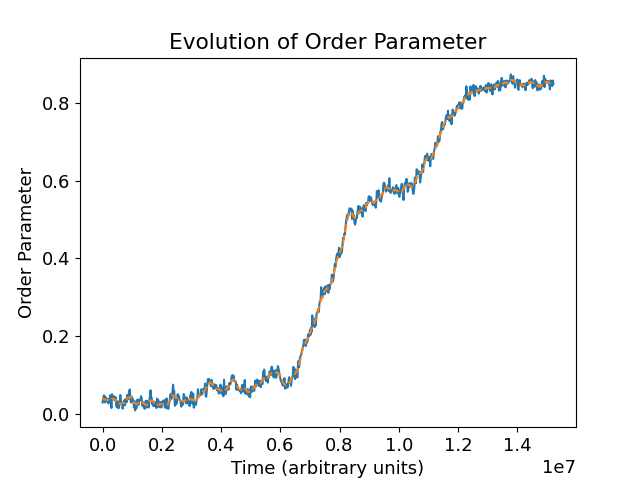 Evolution of Order Parameter
Order Parameter
0.8
0.6
0.4
0.2
0.0
0.0 0.2 0.4 0.6 0.8 1.0 1.2 1.4
1e7
Time (arbitrary units)